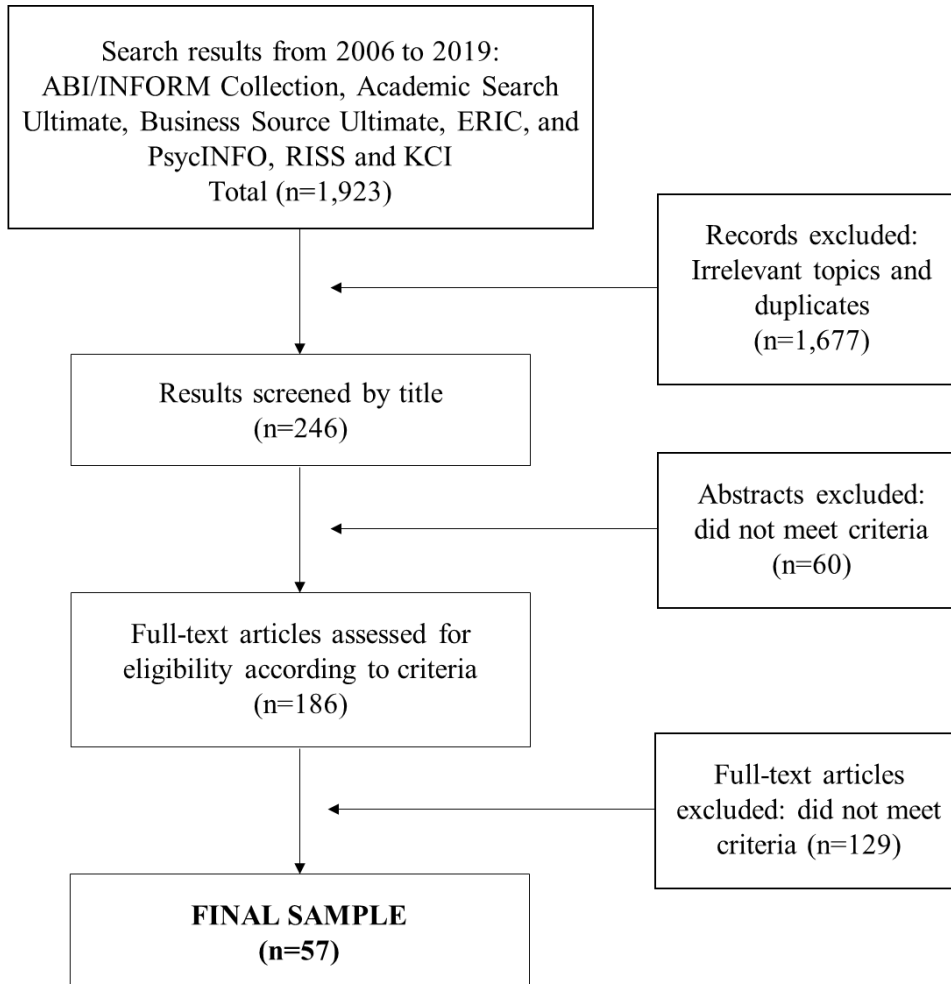 Search results from 2006 to 2019:
ABI/INFORM Collection, Academic Search
Ultimate, Business Source Ultimate, ERIC, and
PsycINFO, RISS and KCI
Total (n=1,923)
Records excluded:
Irrelevant topics and
duplicates
(n=1,677)
Results screened by title
(n=246)
Abstracts excluded:
did not meet criteria
(n=60)
Full-text articles assessed for
eligibility according to criteria
(n=186)
Full-text articles
excluded: did not meet
criteria (n=129)
FINAL SAMPLE
(n=57)